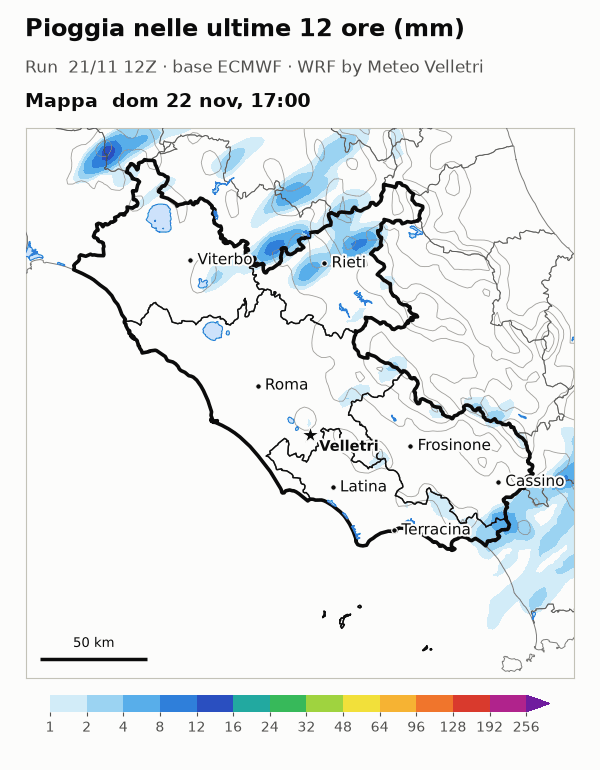 Pioggia nelle ultime 12 ore (mm)
Run 21/11 12Z · base ECMWF · WRF by Meteo Velletri
Mappa dom 22 nov, 17:00
Viterbo
Rieti
Roma
Velletri
Frosinone
Latina
Cassino
Terracina
50 km
1 2 4 8 12 16 24 32 48 64 96 128 192 256